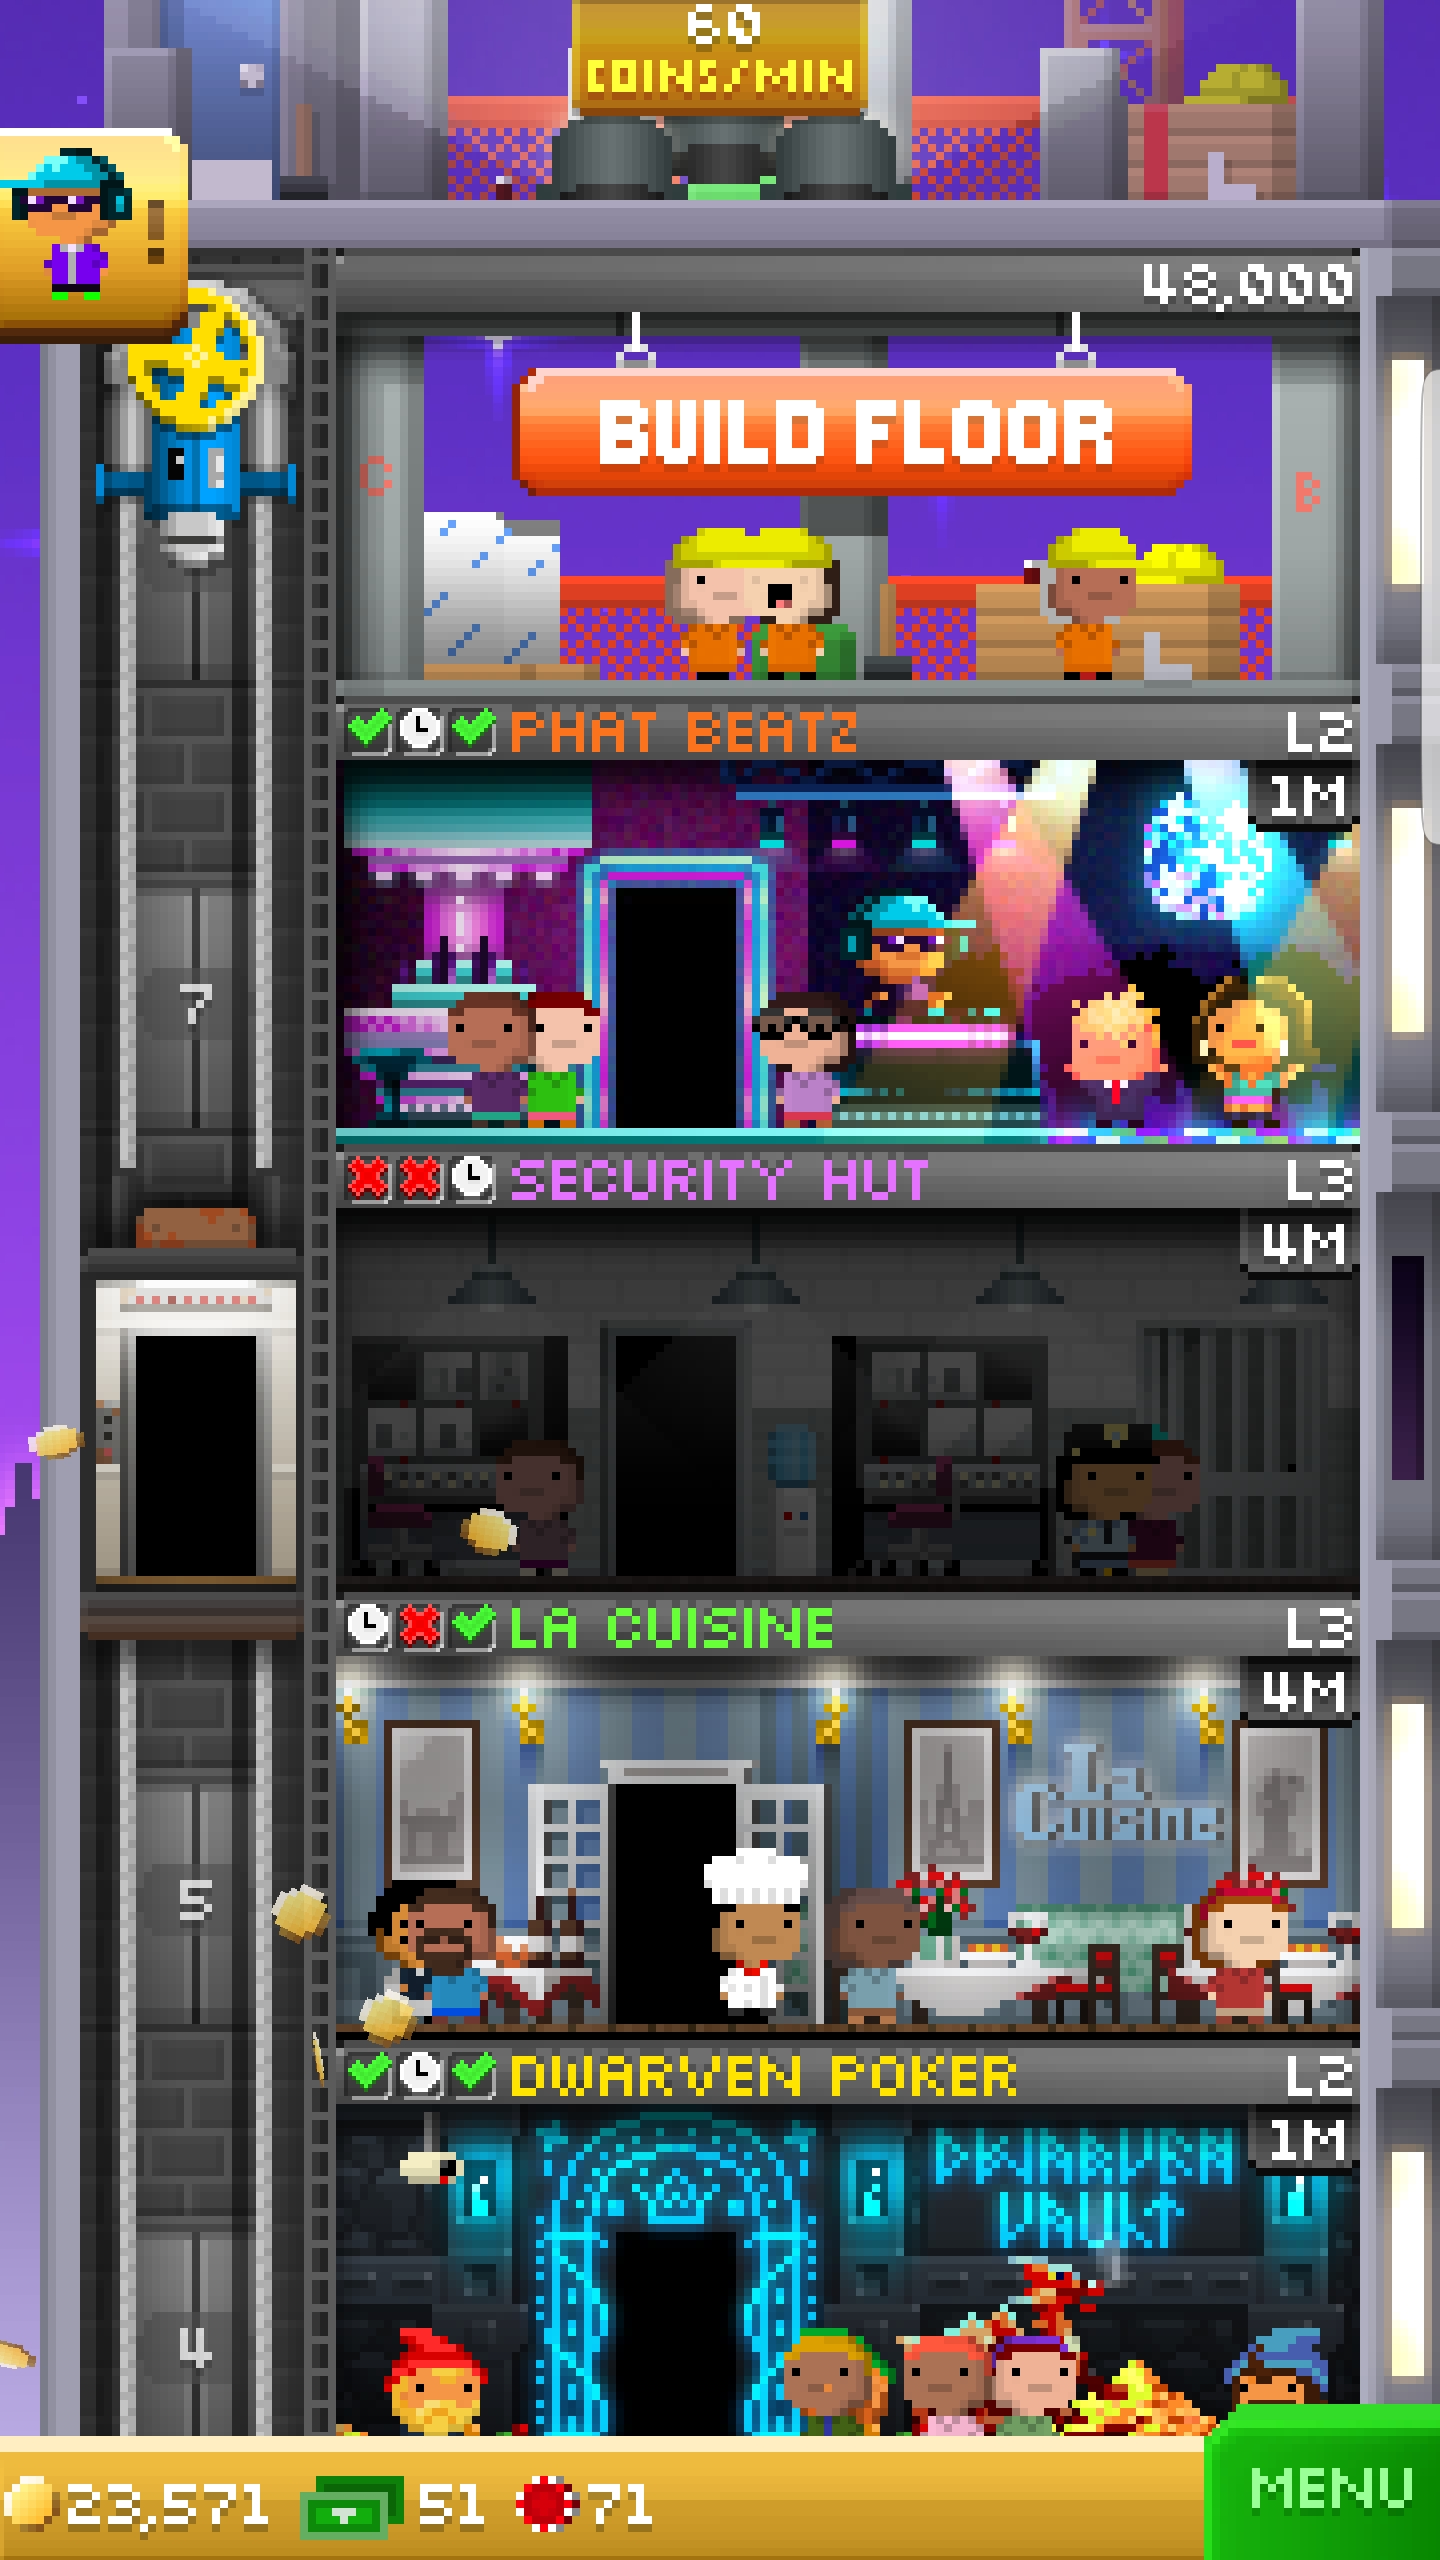 60
COINS/MIN
!
48,000
BUILD FLOOR
C
B
PHAT BEATZ L2
1M
7
SECURITY HUT L3
4M
LA CUISINE L3
4M
La
Cuisine
5
DWARVEN POKER L2
1M
DWARVEN
VAULT
4
23,571 51 71
MENU